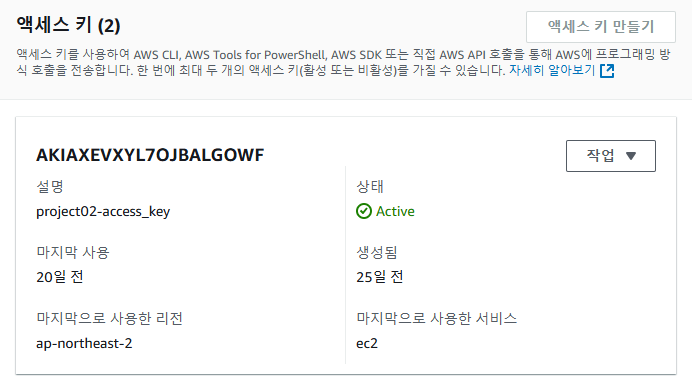 액세스 키 (2)
액세스 키 만들기
액세스 키를 사용하여 AWS CLI, AWS Tools for PowerShell, AWS SDK 또는 직접 AWS API 호출을 통해 AWS에 프로그래밍 방
식 호출을 전송합니다. 한 번에 최대 두 개의 액세스 키(활성 또는 비활성)를 가질 수 있습니다. 자세히 알아보기
AKIAXEVXYL7OJBALGOWF
작업
설명
project02-access_key
상태
Active
마지막 사용
20일 전
생성됨
25일 전
마지막으로 사용한 리전
ap-northeast-2
마지막으로 사용한 서비스
ec2